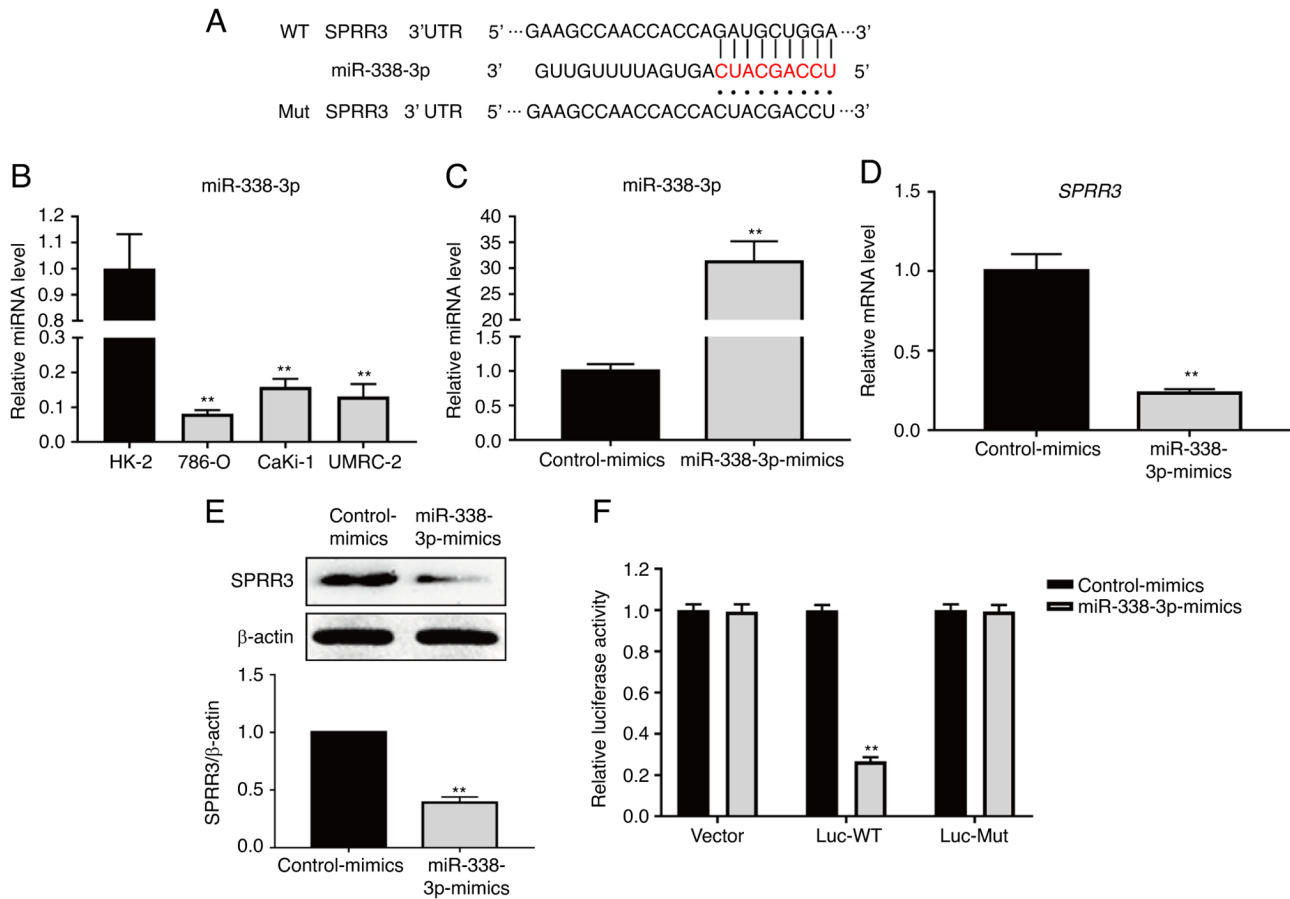 A
WT SPRR3 3'UTR 5' ···GAAGCCAACCACCAGAUGCUGGA···3'
miR-338-3p 3' GUUGUUUUAGUGACUACGACCU 5'
Mut SPRR3 3' UTR 5' ···GAAGCCAACCACCACUACGACCU···3'
B
miR-338-3p
Relative miRNA level
1.2
1.1
1.0
0.9
0.8
0.3
0.2
0.1
0.0
** ** **
HK-2 786-O CaKi-1 UMRC-2
C
miR-338-3p
Relative miRNA level
40
35
30
25
20
1.5
1.0
0.5
0.0
**
Control-mimics miR-338-3p-mimics
D
SPRR3
Relative mRNA level
1.5
1.0
0.5
0.0
**
Control-mimics miR-338-
3p-mimics
E
Control- miR-338-
mimics 3p-mimics
SPRR3
β-actin
SPRR3/β-actin
1.5
1.0
0.5
0.0
**
Control-mimics miR-338-
3p-mimics
F
Relative luciferase activity
1.2
1.0
0.8
0.6
0.4
0.2
0.0
**
Vector Luc-WT Luc-Mut
Control-mimics
miR-338-3p-mimics